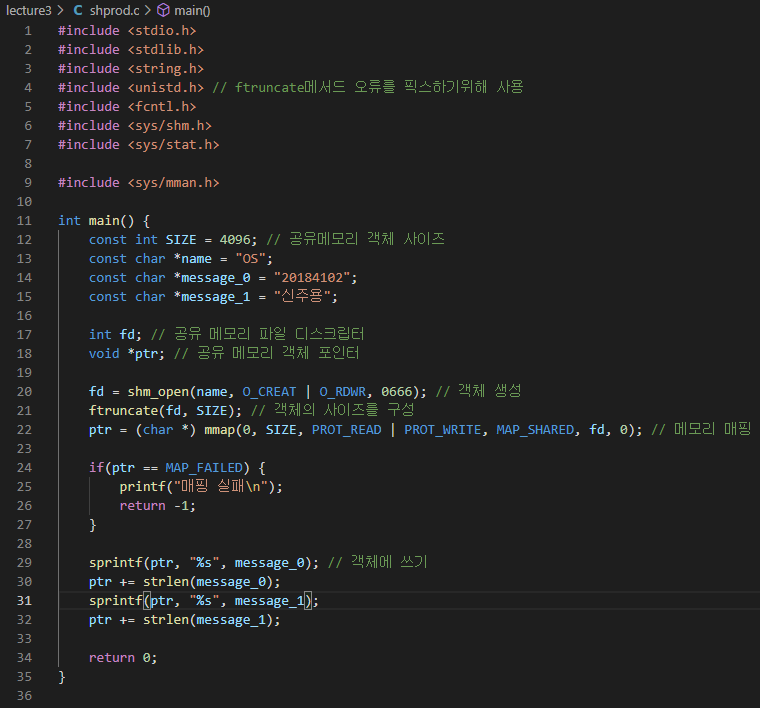 lecture3 > C shprod.c > main()
1 #include <stdio.h>
2 #include <stdlib.h>
3 #include <string.h>
4 #include <unistd.h> // ftruncate메서드 오류를 픽스하기위해 사용
5 #include <fcntl.h>
6 #include <sys/shm.h>
7 #include <sys/stat.h>
8
9 #include <sys/mman.h>
10
11 int main() {
12     const int SIZE = 4096; // 공유메모리 객체 사이즈
13     const char *name = "OS";
14     const char *message_0 = "20184102";
15     const char *message_1 = "신주용";
16
17     int fd; // 공유 메모리 파일 디스크립터
18     void *ptr; // 공유 메모리 객체 포인터
19
20     fd = shm_open(name, O_CREAT | O_RDWR, 0666); // 객체 생성
21     ftruncate(fd, SIZE); // 객체의 사이즈를 구성
22     ptr = (char *) mmap(0, SIZE, PROT_READ | PROT_WRITE, MAP_SHARED, fd, 0); // 메모리 매핑
23
24     if(ptr == MAP_FAILED) {
25         printf("매핑 실패\n");
26         return -1;
27     }
28
29     sprintf(ptr, "%s", message_0); // 객체에 쓰기
30     ptr += strlen(message_0);
31     sprintf(ptr, "%s", message_1);
32     ptr += strlen(message_1);
33
34     return 0;
35 }
36